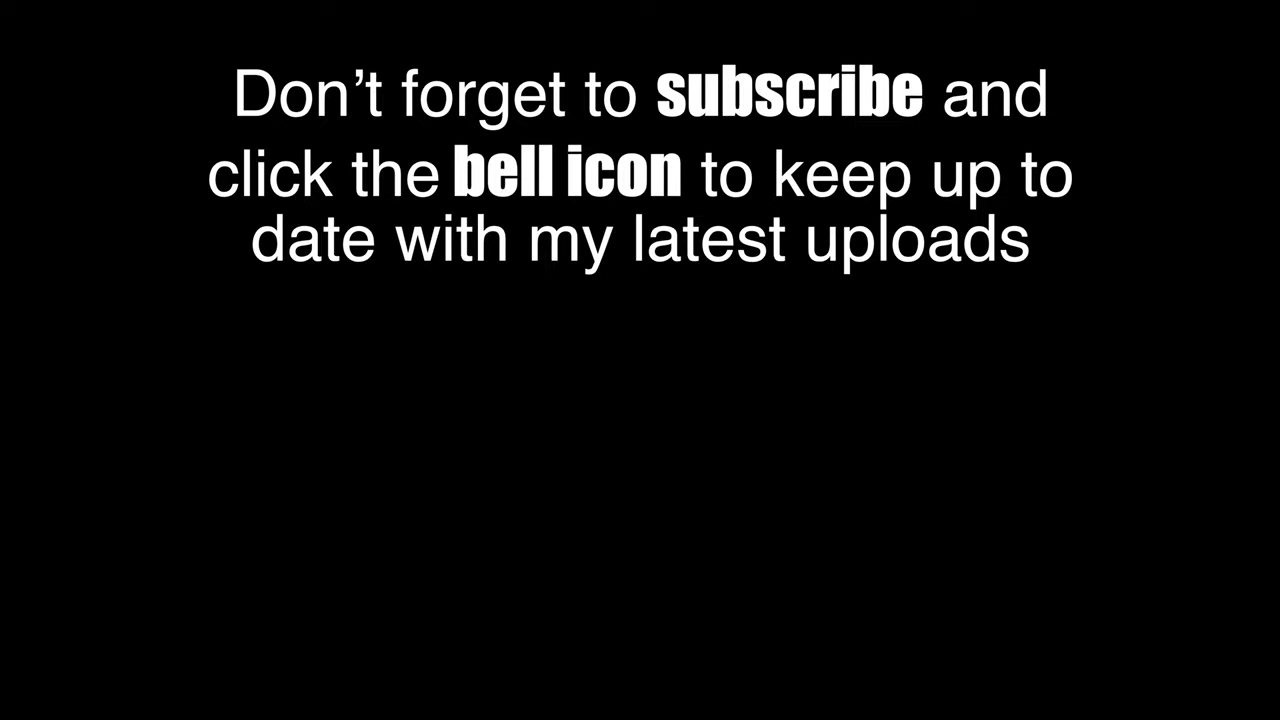 Don’t forget to subscribe and
click the bell icon to keep up to
date with my latest uploads